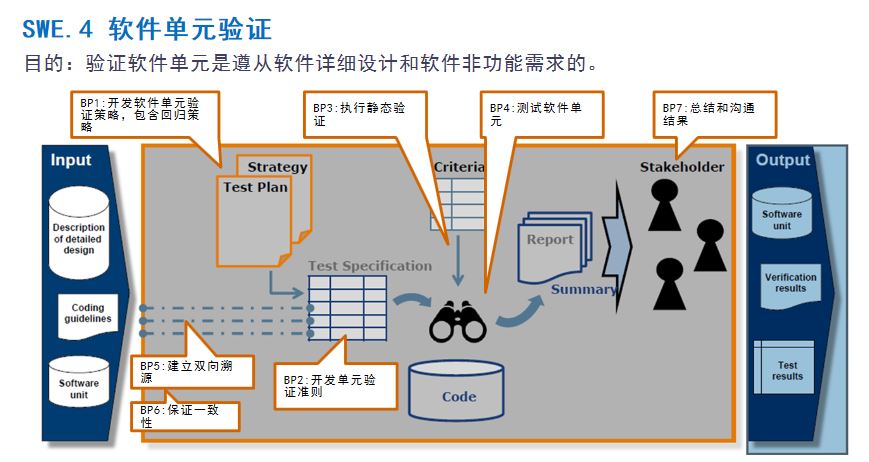 SWE.4 软件单元验证
目的：验证软件单元是遵从软件详细设计和软件非功能需求的。
BP1:开发软件单元验
证策略，包含回归策
略
BP3:执行静态验
证
BP4:测试软件单
元
BP7:总结和沟通
结果
Input
Description
of detailed
design
Coding
guidelines
Software
unit
Strategy
Test Plan
Criteria
Test Specification
Report
Summary
Code
Stakeholder
BP5:建立双向溯
源
BP6:保证一致
性
BP2:开发单元验
证准则
Output
Software
unit
Verification
results
Test
results